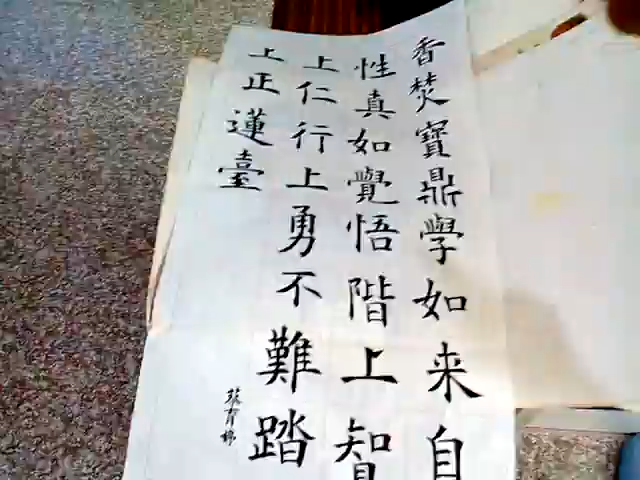 香焚寶鼎學如来自
性真如覺悟階上智
上仁行上勇不難踏
上正蓮臺